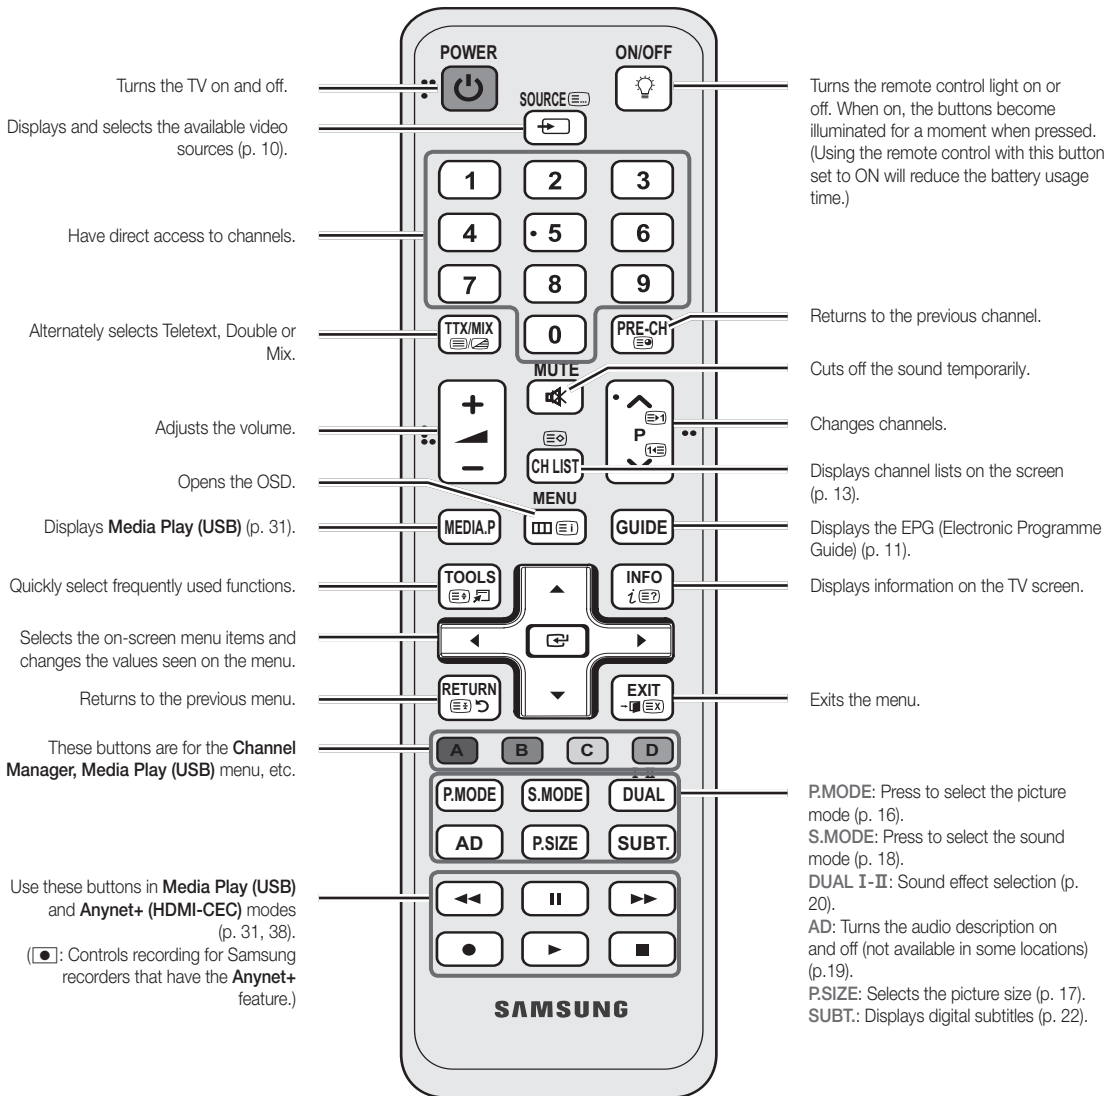 POWER
ON/OFF
Turns the TV on and off.
SOURCE
Displays and selects the available video
sources (p. 10).
Turns the remote control light on or
off. When on, the buttons become
illuminated for a moment when pressed.
(Using the remote control with this button
set to ON will reduce the battery usage
time.)
1 2 3
4 5 6
7 8 9
0
Have direct access to channels.
TTX/MIX
Alternately selects Teletext, Double or
Mix.
PRE-CH
Returns to the previous channel.
MUTE
Cuts off the sound temporarily.
Adjusts the volume.
+
−
P
Changes channels.
CH LIST
Displays channel lists on the screen
(p. 13).
Opens the OSD.
MENU
Displays Media Play (USB) (p. 31).
MEDIA.P
GUIDE
Displays the EPG (Electronic Programme
Guide) (p. 11).
Quickly select frequently used functions.
TOOLS
INFO
i
Displays information on the TV screen.
Selects the on-screen menu items and
changes the values seen on the menu.
Returns to the previous menu.
RETURN
EXIT
Exits the menu.
These buttons are for the Channel
Manager, Media Play (USB) menu, etc.
A B C D
I-II
P.MODE S.MODE DUAL
AD P.SIZE SUBT.
P.MODE: Press to select the picture
mode (p. 16).
S.MODE: Press to select the sound
mode (p. 18).
DUAL I-II: Sound effect selection (p.
20).
AD: Turns the audio description on
and off (not available in some locations)
(p.19).
P.SIZE: Selects the picture size (p. 17).
SUBT.: Displays digital subtitles (p. 22).
Use these buttons in Media Play (USB)
and Anynet+ (HDMI-CEC) modes
(p. 31, 38).
(: Controls recording for Samsung
recorders that have the Anynet+
feature.)
SAMSUNG